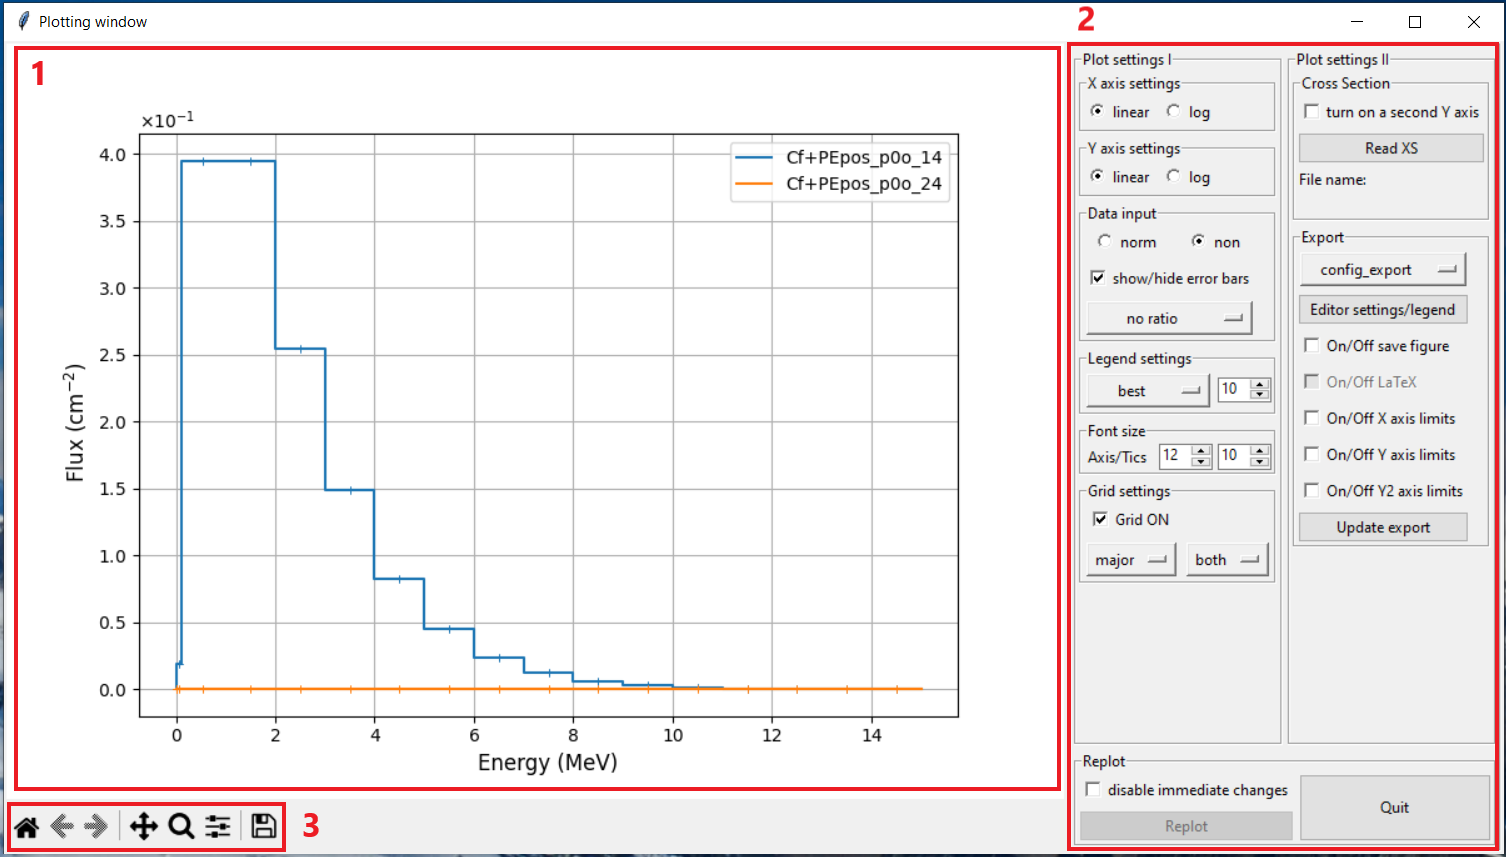 Plotting window
1
×10⁻¹
4.0
3.5
3.0
2.5
2.0
1.5
1.0
0.5
0.0
Flux (cm⁻²)
0 2 4 6 8 10 12 14
Energy (MeV)
Cf+PEpos_p0o_14
Cf+PEpos_p0o_24
2
Plot settings I
X axis settings
linear log
Y axis settings
linear log
Data input
norm non
show/hide error bars
no ratio
Legend settings
best 10
Font size
Axis/Tics 12 10
Grid settings
Grid ON
major both
Plot settings II
Cross Section
turn on a second Y axis
Read XS
File name:
Export
config_export
Editor settings/legend
On/Off save figure
On/Off LaTeX
On/Off X axis limits
On/Off Y axis limits
On/Off Y2 axis limits
Update export
Replot
disable immediate changes
Replot
Quit
3